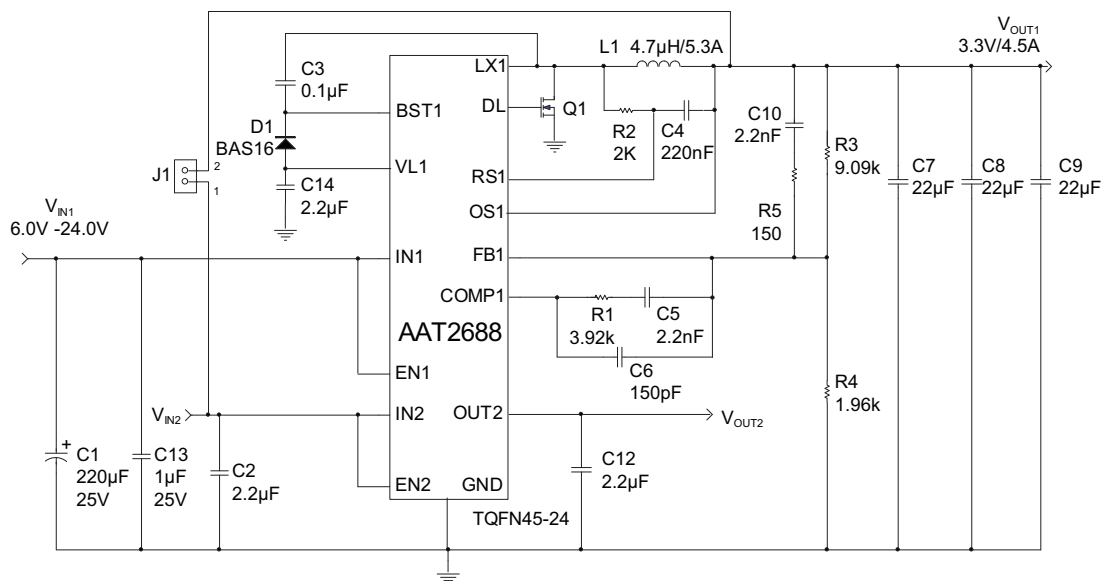 V_OUT1
3.3V/4.5A
L1 4.7µH/5.3A
LX1
C3
0.1µF
DL
Q1
C10
2.2nF
BST1
D1
BAS16
R2
2K
C4
220nF
R3
9.09k
VL1
J1
2
1
C14
2.2µF
RS1
C7
22µF
C8
22µF
C9
22µF
V_IN1
6.0V -24.0V
OS1
R5
150
IN1
FB1
COMP1
R1
3.92k
C5
2.2nF
AAT2688
C6
150pF
EN1
R4
1.96k
V_IN2
IN2
OUT2
V_OUT2
+
C1
220µF
25V
C13
1µF
25V
C2
2.2µF
EN2
GND
C12
2.2µF
TQFN45-24